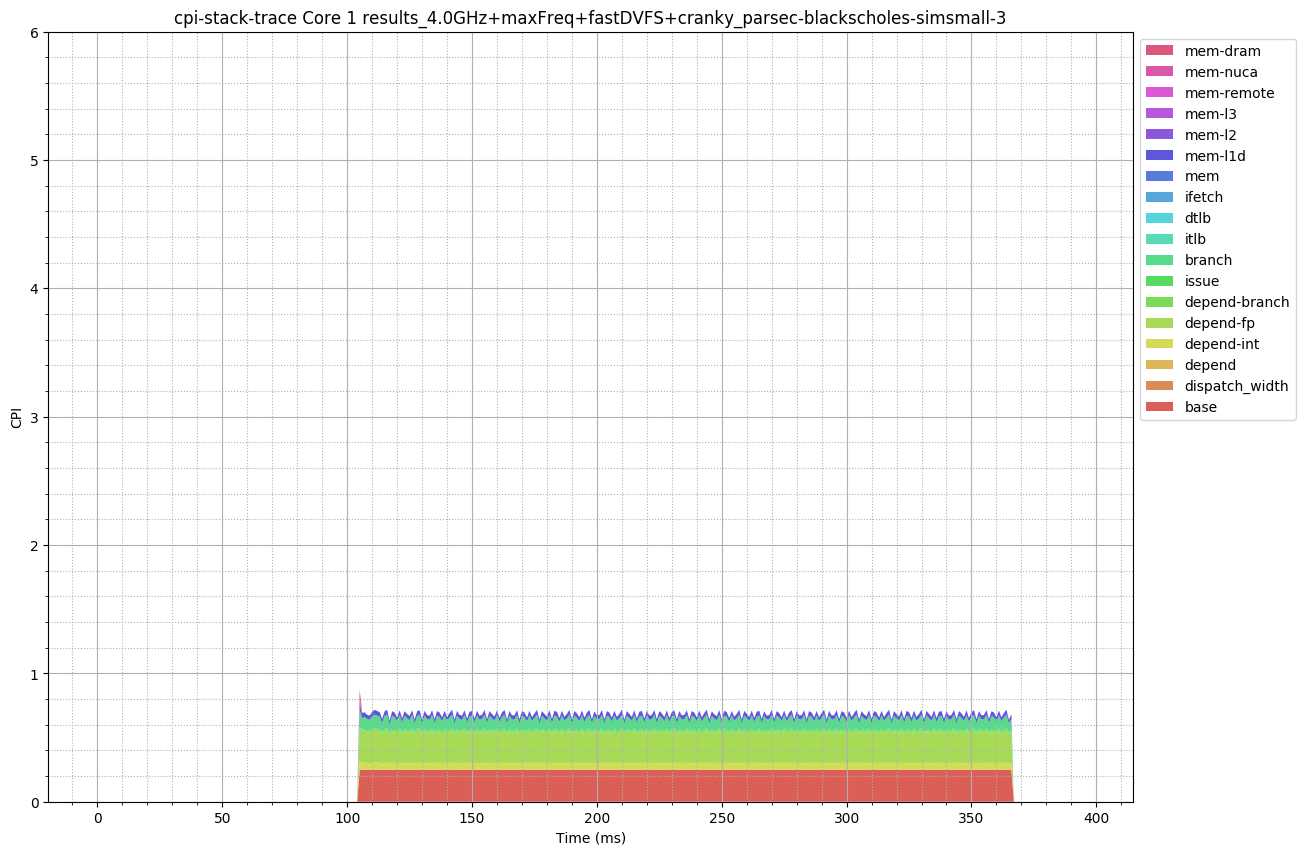 cpi-stack-trace Core 1 results_4.0GHz+maxFreq+fastDVFS+cranky_parsec-blackscholes-simsmall-3
6
5
4
3
2
1
0
CPI
0 50 100 150 200 250 300 350 400
Time (ms)
mem-dram
mem-nuca
mem-remote
mem-l3
mem-l2
mem-l1d
mem
ifetch
dtlb
itlb
branch
issue
depend-branch
depend-fp
depend-int
depend
dispatch_width
base